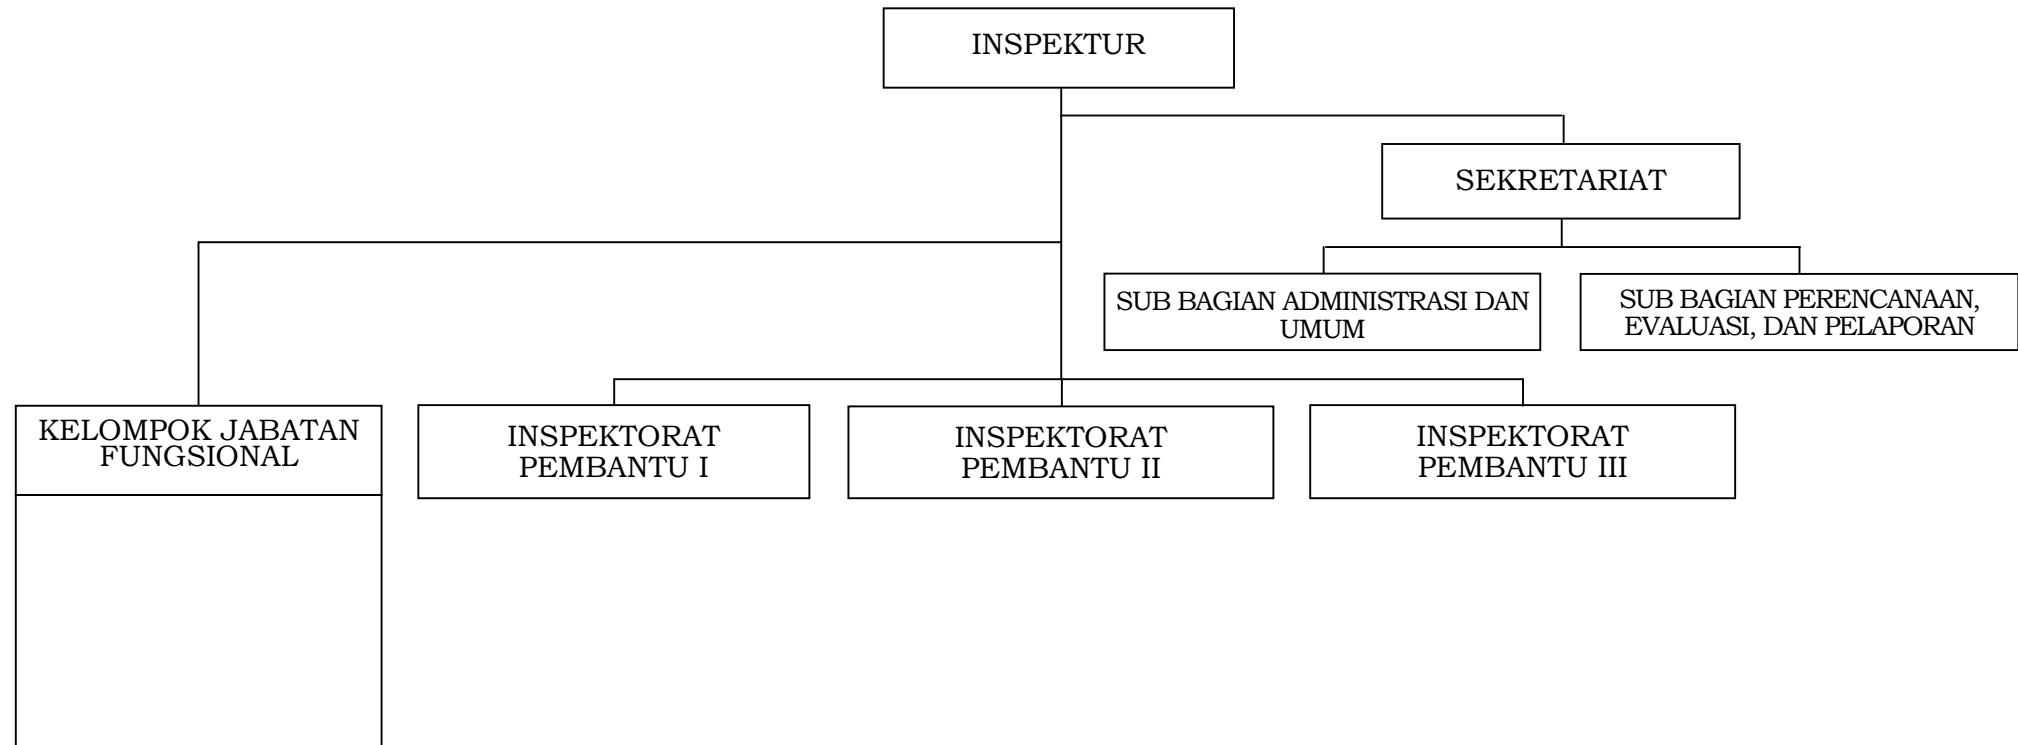 INSPEKTUR
SEKRETARIAT
SUB BAGIAN ADMINISTRASI DAN
UMUM
SUB BAGIAN PERENCANAAN,
EVALUASI, DAN PELAPORAN
KELOMPOK JABATAN
FUNGSIONAL
INSPEKTORAT
PEMBANTU I
INSPEKTORAT
PEMBANTU II
INSPEKTORAT
PEMBANTU III